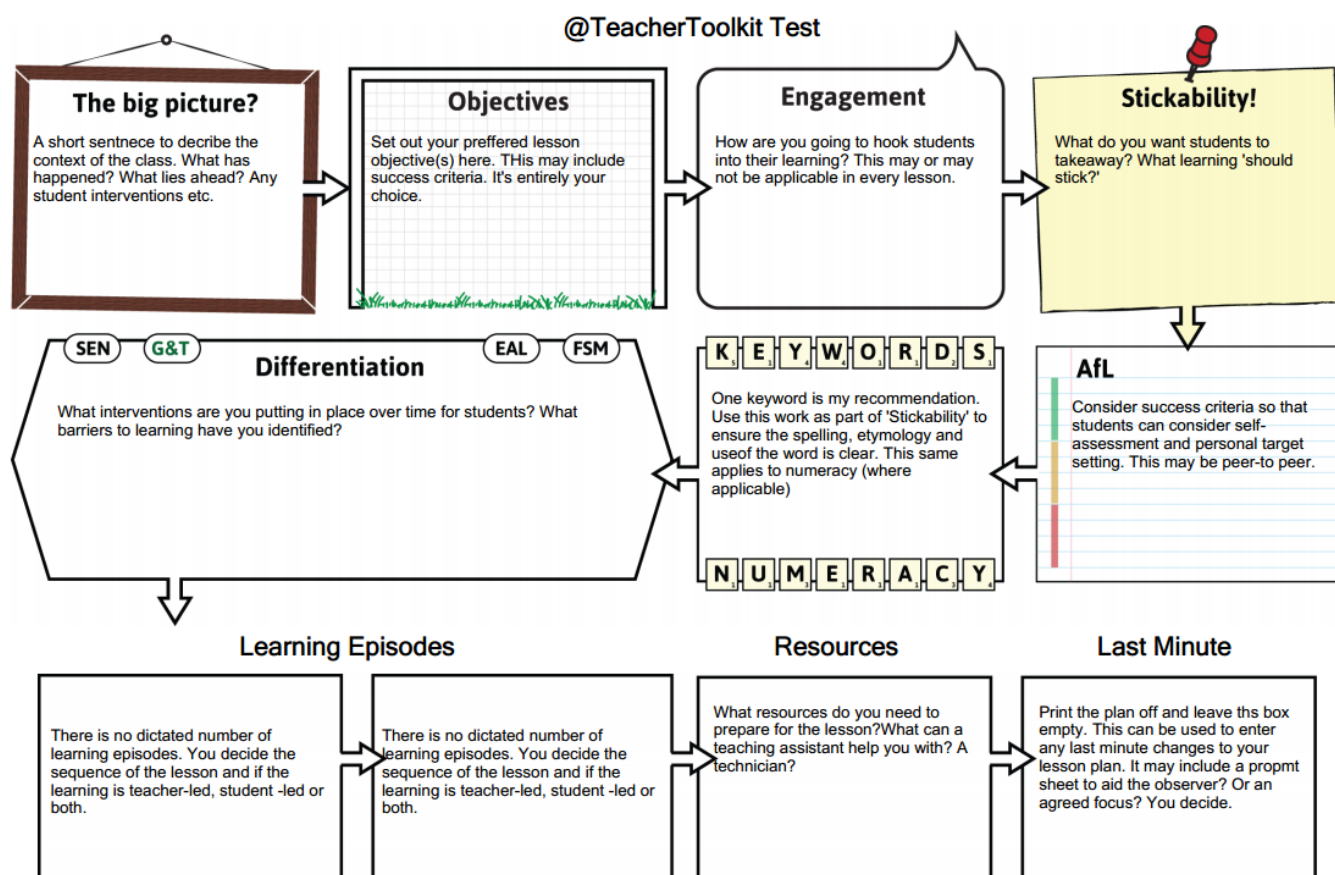 @TeacherToolkit Test
The big picture?
A short sentnece to decribe the
context of the class. What has
happened? What lies ahead? Any
student interventions etc.
Objectives
Set out your preffered lesson
objective(s) here. THis may include
success criteria. It's entirely your
choice.
Engagement
How are you going to hook students
into their learning? This may or may
not be applicable in every lesson.
Stickability!
What do you want students to
takeaway? What learning 'should
stick?'
AfL
Consider success criteria so that
students can consider self-
assessment and personal target
setting. This may be peer-to peer.
KEYWORDS
One keyword is my recommendation.
Use this work as part of 'Stickability' to
ensure the spelling, etymology and
useof the word is clear. This same
applies to numeracy (where
applicable)
NUMERACY
SEN G&T EAL FSM
Differentiation
What interventions are you putting in place over time for students? What
barriers to learning have you identified?
Learning Episodes
There is no dictated number of
learning episodes. You decide the
sequence of the lesson and if the
learning is teacher-led, student -led or
both.
There is no dictated number of
learning episodes. You decide the
sequence of the lesson and if the
learning is teacher-led, student -led or
both.
Resources
What resources do you need to
prepare for the lesson?What can a
teaching assistant help you with? A
technician?
Last Minute
Print the plan off and leave ths box
empty. This can be used to enter
any last minute changes to your
lesson plan. It may include a propmt
sheet to aid the observer? Or an
agreed focus? You decide.